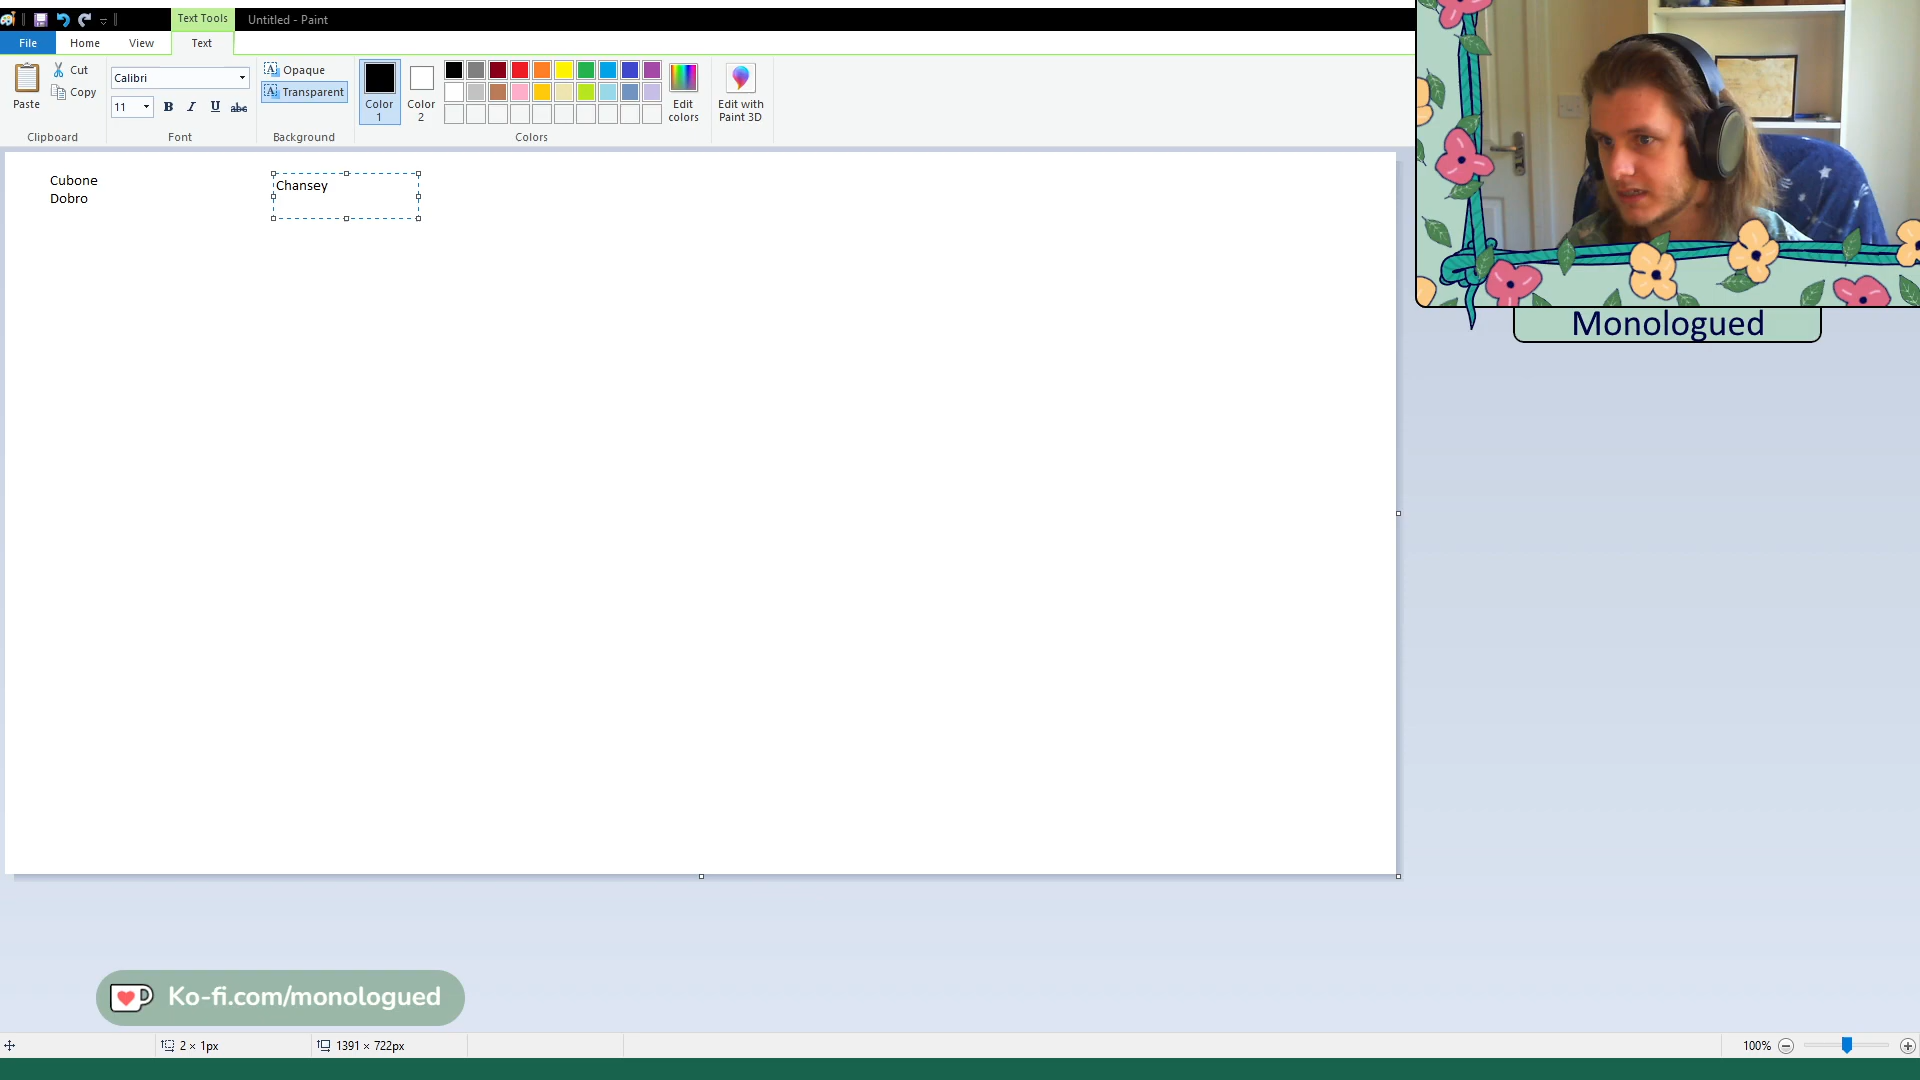 Text Tools
Untitled - Paint
File
Home
View
Text
Paste
Cut
Copy
Clipboard
Calibri
11
B
I
U
abc
Font
Opaque
Transparent
Background
Color
1
Color
2
Colors
Edit
colors
Edit with
Paint 3D
Cubone
Dobro
Chansey
Monologued
Ko-fi.com/monologued
2 × 1px
1391 × 722px
100%